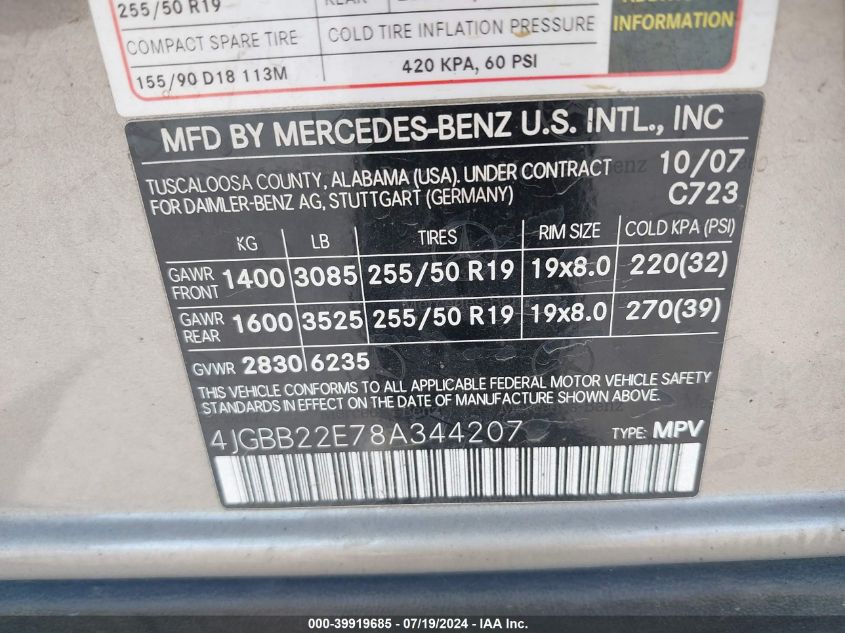 255/50 R19
COMPACT SPARE TIRE COLD TIRE INFLATION PRESSURE
155/90 D18 113M 420 KPA, 60 PSI
INFORMATION
MFD BY MERCEDES-BENZ U.S. INTL., INC
TUSCALOOSA COUNTY, ALABAMA (USA). UNDER CONTRACT 10/07
FOR DAIMLER-BENZ AG, STUTTGART (GERMANY) C723
KG LB TIRES RIM SIZE COLD KPA (PSI)
GAWR FRONT 1400 3085 255/50 R19 19x8.0 220(32)
GAWR REAR 1600 3525 255/50 R19 19x8.0 270(39)
GVWR 2830 6235
THIS VEHICLE CONFORMS TO ALL APPLICABLE FEDERAL MOTOR VEHICLE SAFETY
STANDARDS IN EFFECT ON THE DATE OF MANUFACTURE SHOWN ABOVE.
4JGBB22E78A344207 TYPE: MPV
000-39919685 - 07/19/2024 - IAA Inc.